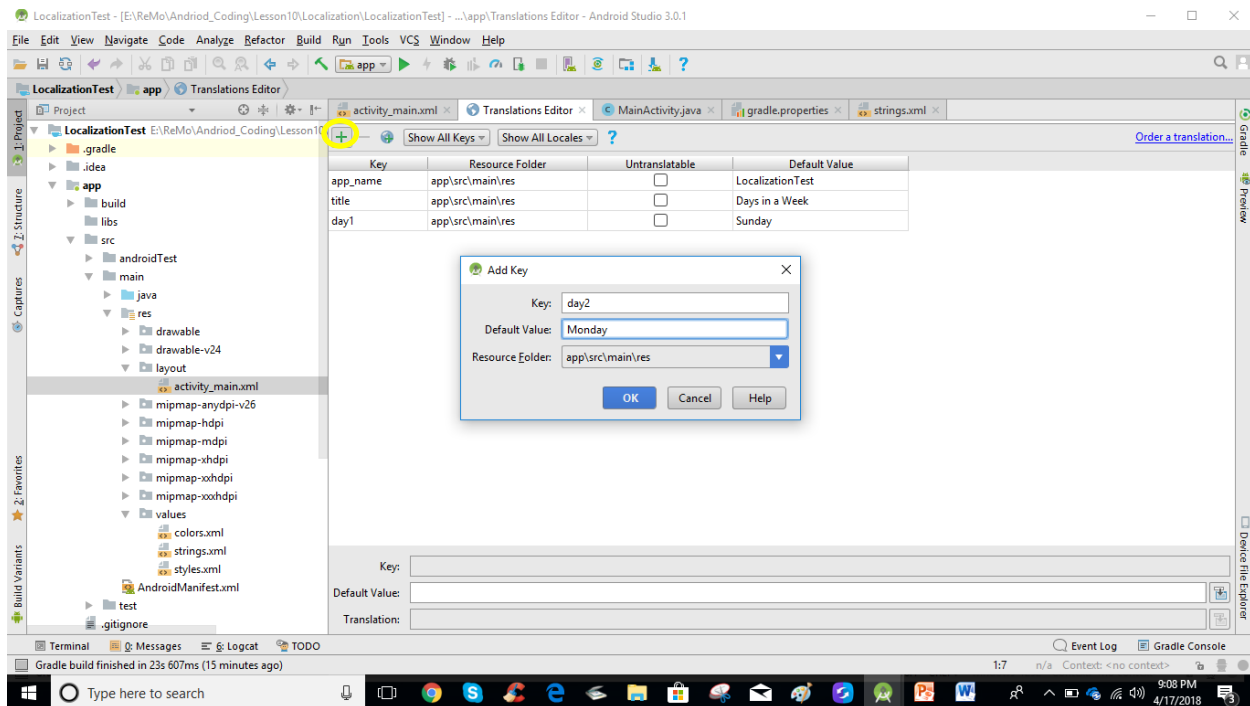 LocalizationTest - [E:\ReMo\Andriod_Coding\Lesson10\Localization\LocalizationTest] - ...\app\Translations Editor - Android Studio 3.0.1
File Edit View Navigate Code Analyze Refactor Build Run Tools VCS Window Help
app
LocalizationTest app Translations Editor
Project
activity_main.xml Translations Editor MainActivity.java gradle.properties strings.xml
LocalizationTest E:\ReMo\Andriod_Coding\Lesson10
Show All Keys Show All Locales ? Order a translation...
.gradle
.idea
app
build
libs
src
androidTest
main
java
res
drawable
drawable-v24
layout
activity_main.xml
mipmap-anydpi-v26
mipmap-hdpi
mipmap-mdpi
mipmap-xhdpi
mipmap-xxhdpi
mipmap-xxxhdpi
values
colors.xml
strings.xml
styles.xml
AndroidManifest.xml
test
.gitignore
Key Resource Folder Untranslatable Default Value
app_name app\src\main\res LocalizationTest
title app\src\main\res Days in a Week
day1 app\src\main\res Sunday
Add Key
Key: day2
Default Value: Monday
Resource Folder: app\src\main\res
OK Cancel Help
Key:
Default Value:
Translation:
1: Project
Z: Structure
Captures
2: Favorites
Build Variants
Gradle
Preview
Device File Explorer
Terminal 0: Messages 6: Logcat TODO Event Log Gradle Console
Gradle build finished in 23s 607ms (15 minutes ago) 1:7 n/a Context: <no context>
Type here to search
9:08 PM
4/17/2018
3